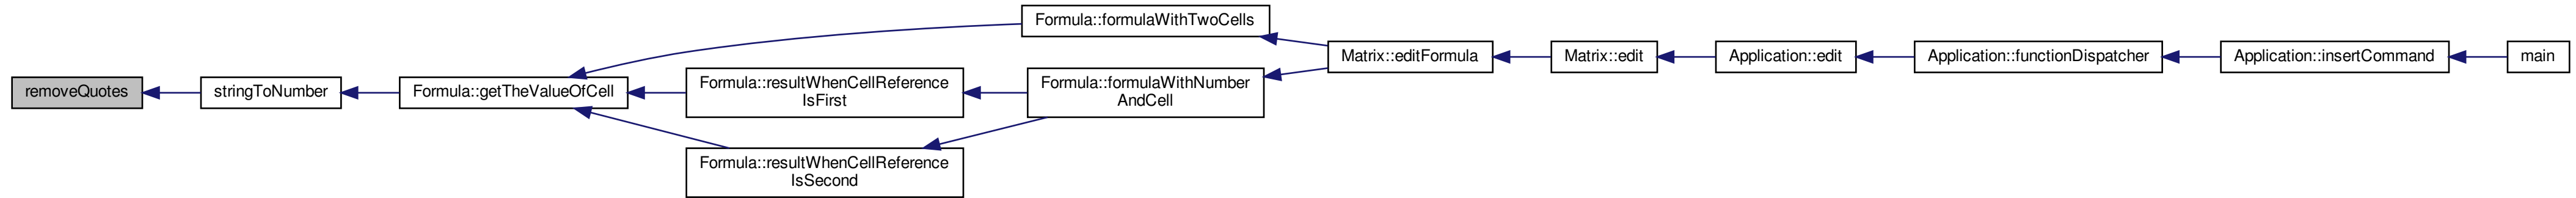 removeQuotes
stringToNumber
Formula::getTheValueOfCell
Formula::formulaWithTwoCells
Formula::resultWhenCellReference
IsFirst
Formula::resultWhenCellReference
IsSecond
Formula::formulaWithNumber
AndCell
Matrix::editFormula
Matrix::edit
Application::edit
Application::functionDispatcher
Application::insertCommand
main